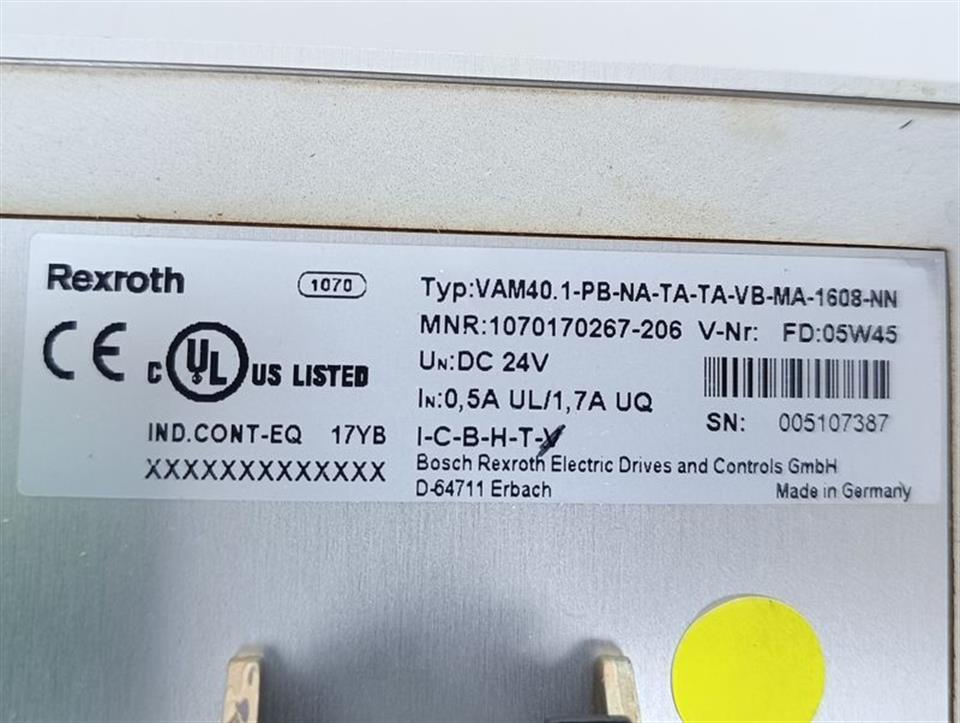 Rexroth
1070
Typ:VAM40.1-PB-NA-TA-TA-VB-MA-1608-NN
MNR:1070170267-206 V-Nr: FD:05W45
UN:DC 24V
IN:0,5A UL/1,7A UQ
SN: 005107387
I-C-B-H-T-V
CE
C UL US LISTED
IND.CONT-EQ 17YB
XXXXXXXXXXXXX
Bosch Rexroth Electric Drives and Controls GmbH
D-64711 Erbach
Made in Germany